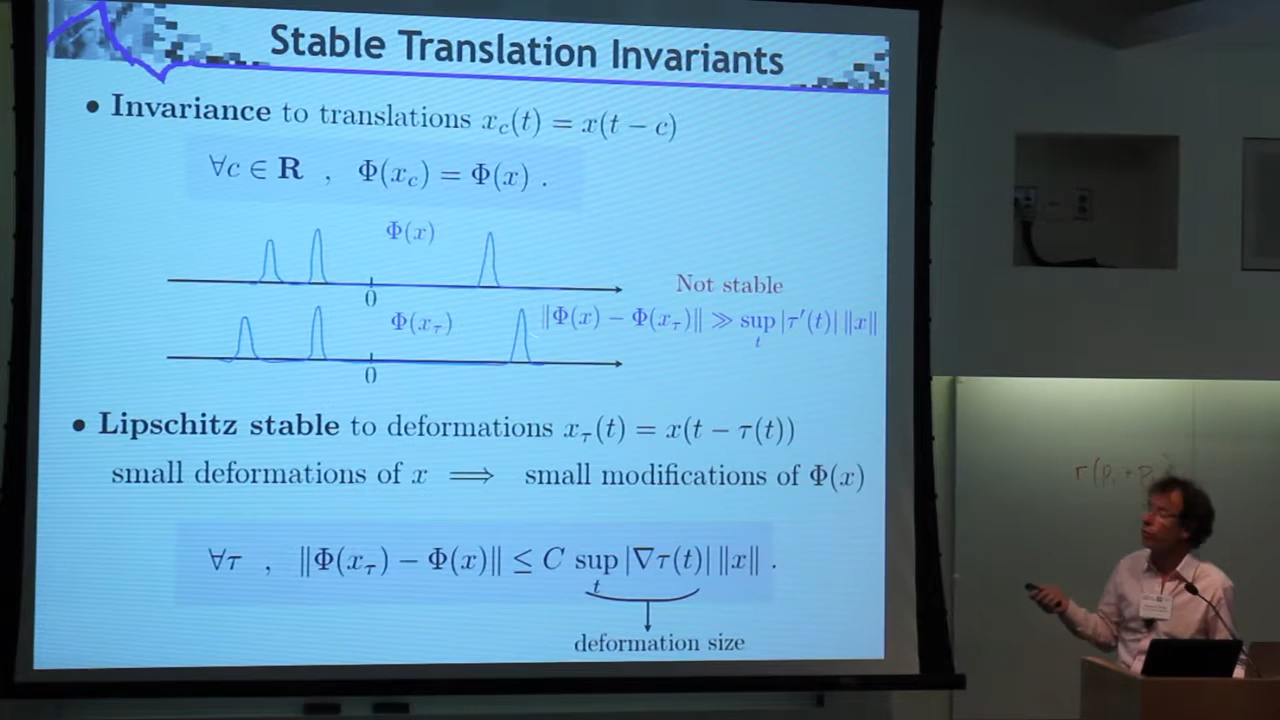 Stable Translation Invariants
• Invariance to translations x_c(t) = x(t − c)
∀c ∈ R , Φ(x_c) = Φ(x) .
Φ(x)
0
Not stable
Φ(x_τ)
‖Φ(x) − Φ(x_τ)‖ ≫ sup_t |τ′(t)| ‖x‖
0
• Lipschitz stable to deformations x_τ(t) = x(t − τ(t))
small deformations of x ⟹ small modifications of Φ(x)
∀τ , ‖Φ(x_τ) − Φ(x)‖ ≤ C sup_t |∇τ(t)| ‖x‖ .
deformation size